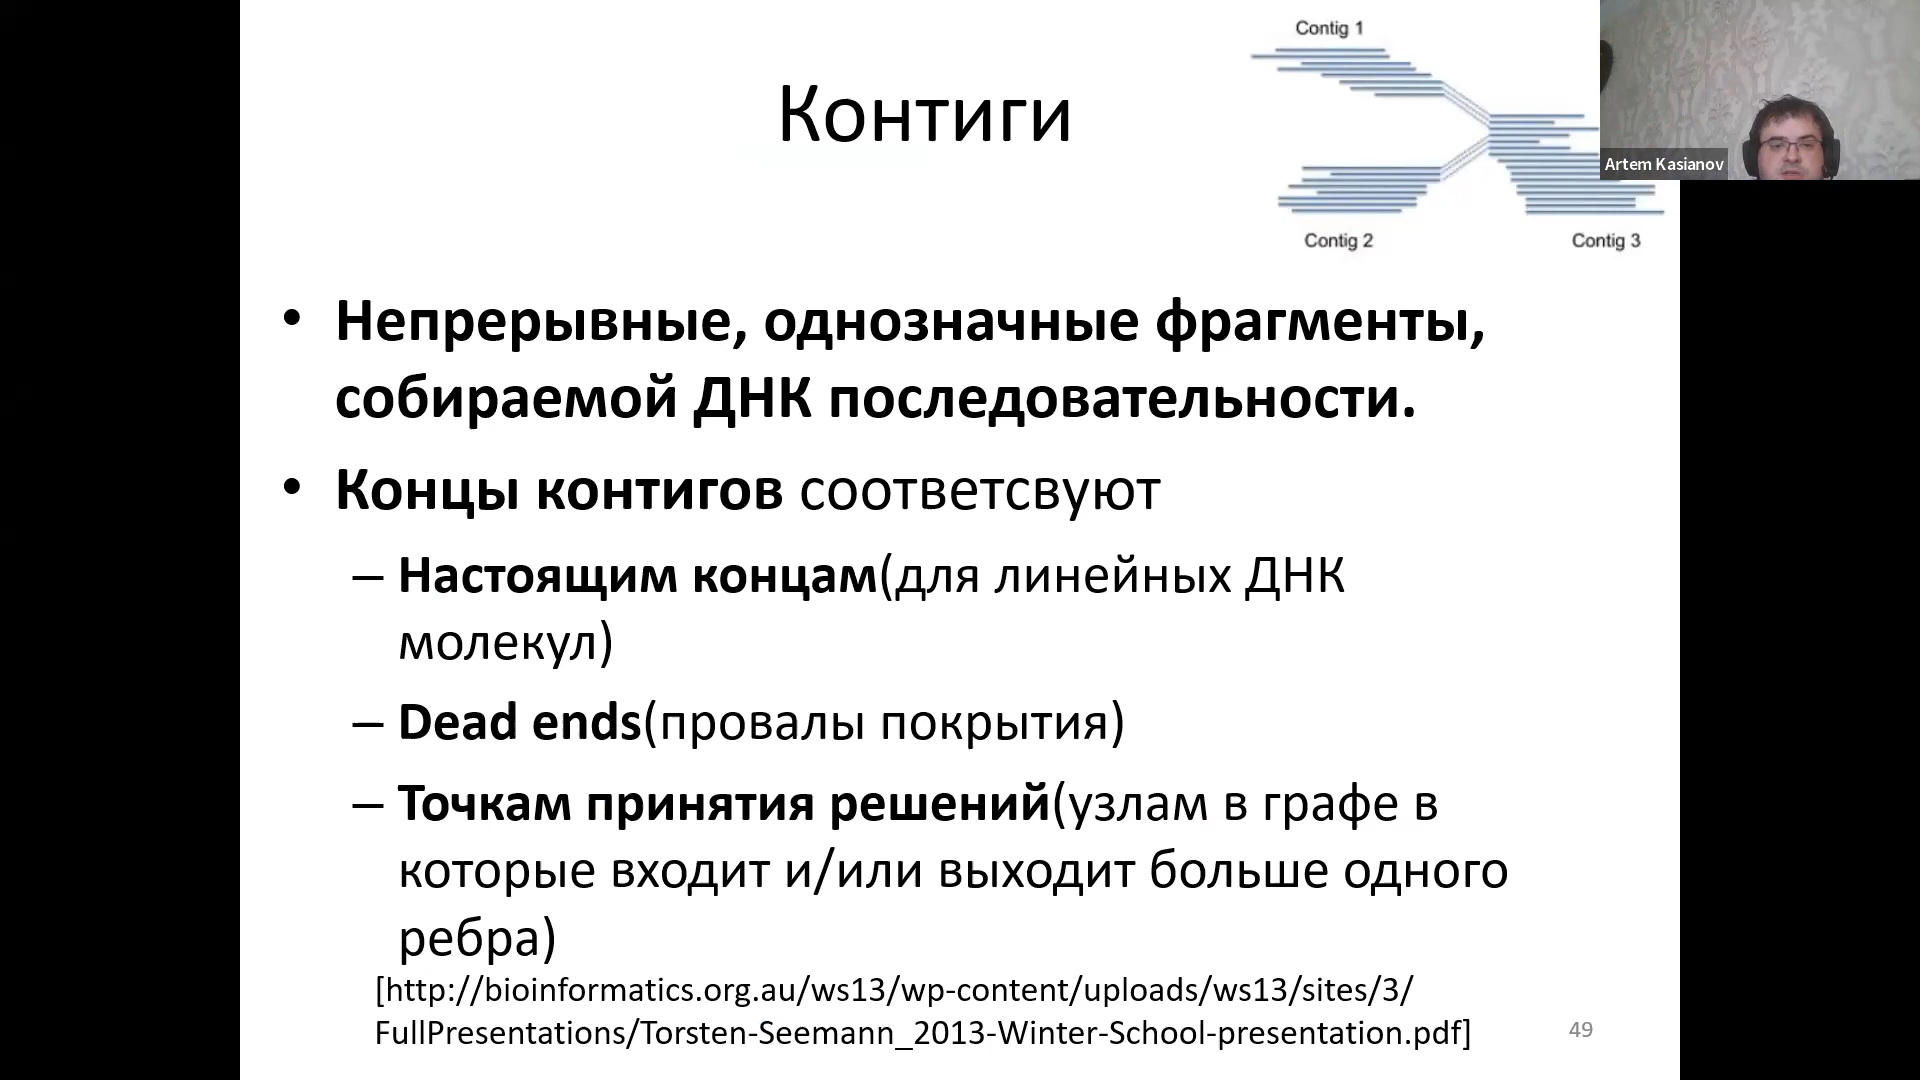 Contig 1
Контиги
Artem Kasianov
Contig 2
Contig 3
• Непрерывные, однозначные фрагменты,
собираемой ДНК последовательности.
• Концы контигов соответсвуют
– Настоящим концам(для линейных ДНК
молекул)
– Dead ends(провалы покрытия)
– Точкам принятия решений(узлам в графе в
которые входит и/или выходит больше одного
ребра)
[http://bioinformatics.org.au/ws13/wp-content/uploads/ws13/sites/3/
FullPresentations/Torsten-Seemann_2013-Winter-School-presentation.pdf]
49